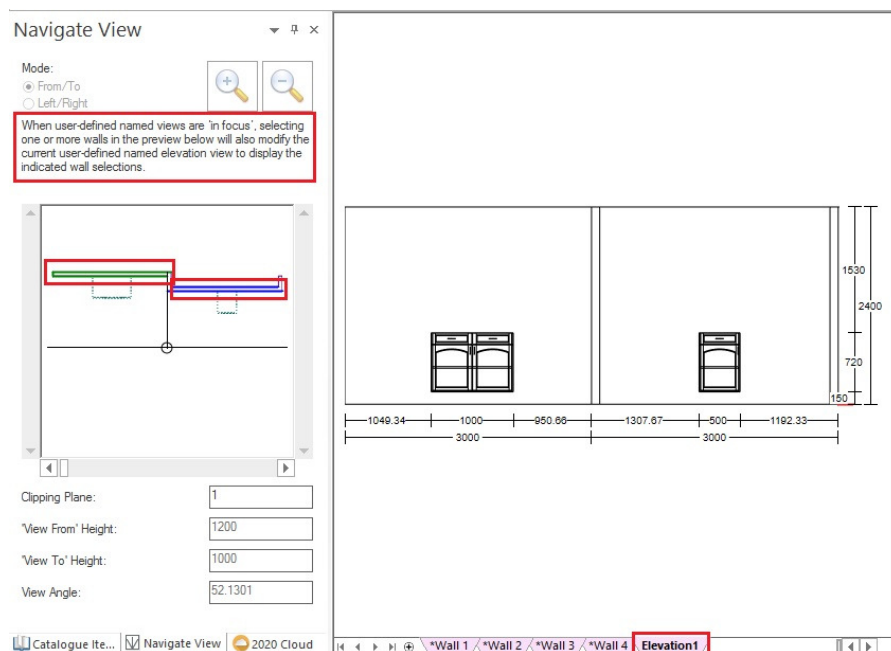 Navigate View
Mode:
From/To
Left/Right
When user-defined named views are 'in focus', selecting
one or more walls in the preview below will also modify the
current user-defined named elevation view to display the
indicated wall selections.
Clipping Plane:
1
'View From' Height:
1200
'View To' Height:
1000
View Angle:
52.1301
Catalogue Ite...
Navigate View
2020 Cloud
1530
2400
720
150
1049.34
1000
950.66
1307.67
500
1192.33
3000
3000
*Wall 1
*Wall 2
*Wall 3
*Wall 4
Elevation1